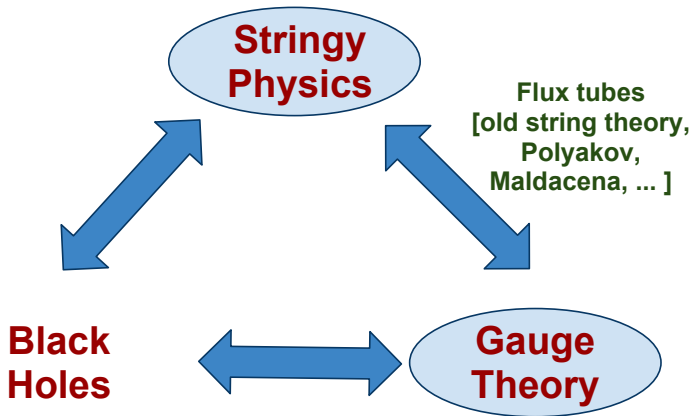 Stringy
Physics
Flux tubes
[old string theory,
Polyakov,
Maldacena, ... ]
Black
Holes
Gauge
Theory